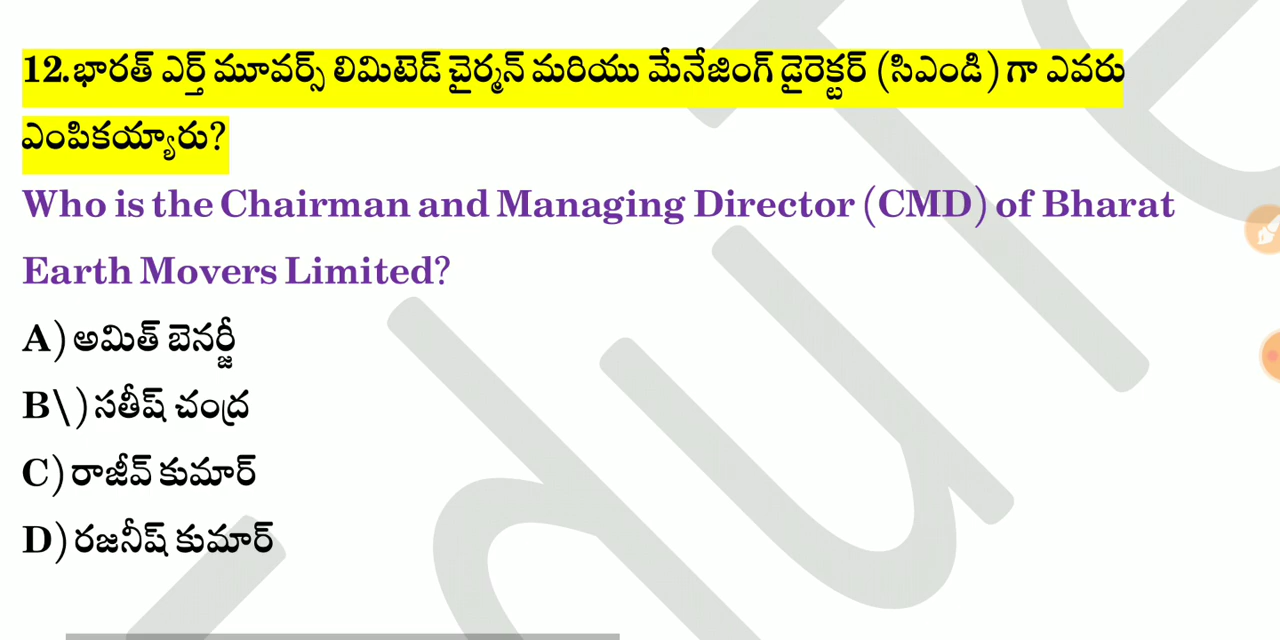 12.భారత్ ఎర్త్ మూవర్స్ లిమిటెడ్ చైర్మన్ మరియు మేనేజింగ్ డైరెక్టర్ (సిఎండి) గా ఎవరు
ఎంపికయ్యారు?
Who is the Chairman and Managing Director (CMD) of Bharat
Earth Movers Limited?
A) అమిత్ బెనర్జీ
B\) సతీష్ చంద్ర
C) రాజీవ్ కుమార్
D) రజనీష్ కుమార్